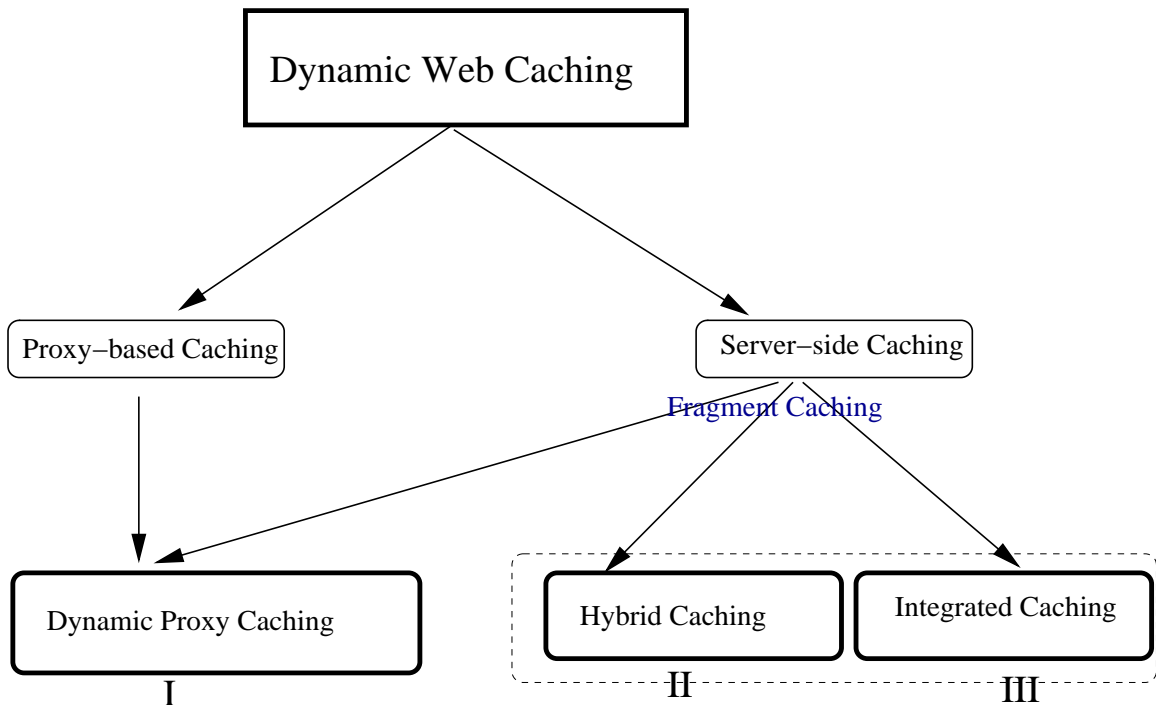 Dynamic Web Caching
Proxy−based Caching
Server−side Caching
Fragment Caching
Dynamic Proxy Caching
Hybrid Caching
Integrated Caching
I
II
III